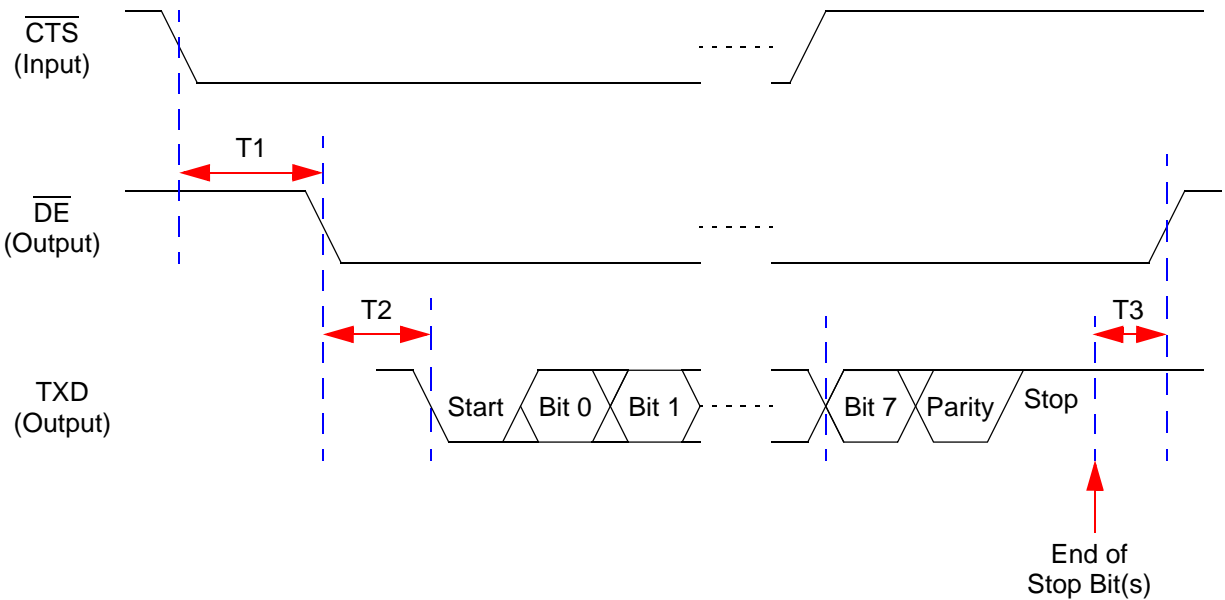 CTS
(Input)
T1
DE
(Output)
T2
T3
TXD
(Output)
Start
Bit 0
Bit 1
Bit 7
Parity
Stop
End of
Stop Bit(s)